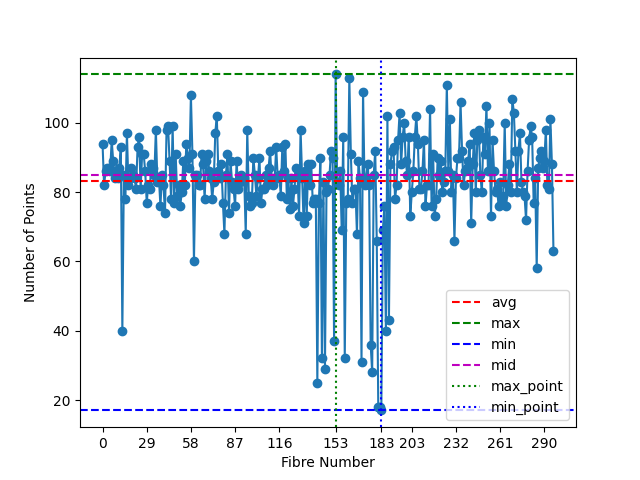 100
80
60
40
20
Number of Points
0 29 58 87 116 153 183 203 232 261 290
Fibre Number
avg
max
min
mid
max_point
min_point